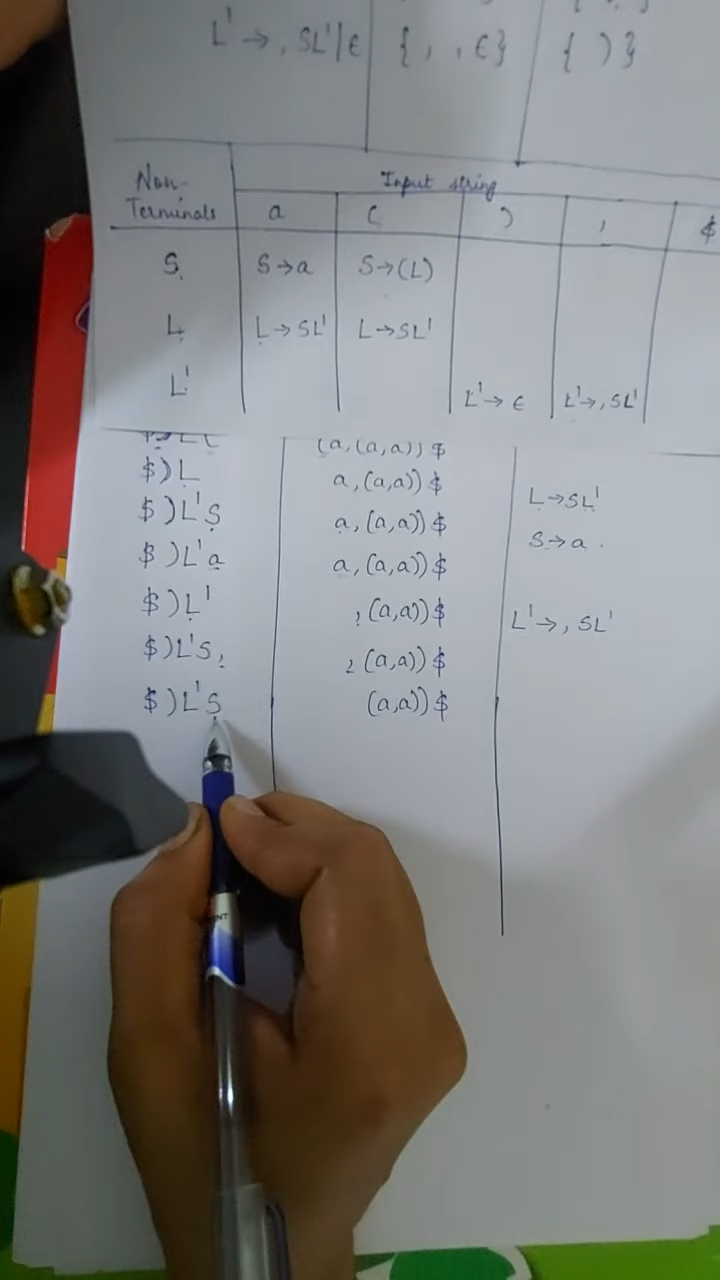 L' → , SL' | ϵ { , , ϵ } { ) }
Non-Terminals Input string
a ( ) , $
S S → a S → (L)
L L → SL' L → SL'
L' L' → ϵ L' → , SL'
(a,(a,a))$
$)L a,(a,a))$ L → SL'
$)L'S a,(a,a))$ S → a.
$)L'a a,(a,a))$
$)L' ,(a,a))$ L' → , SL'
$)L'S, ,(a,a))$
$)L'S (a,a))$